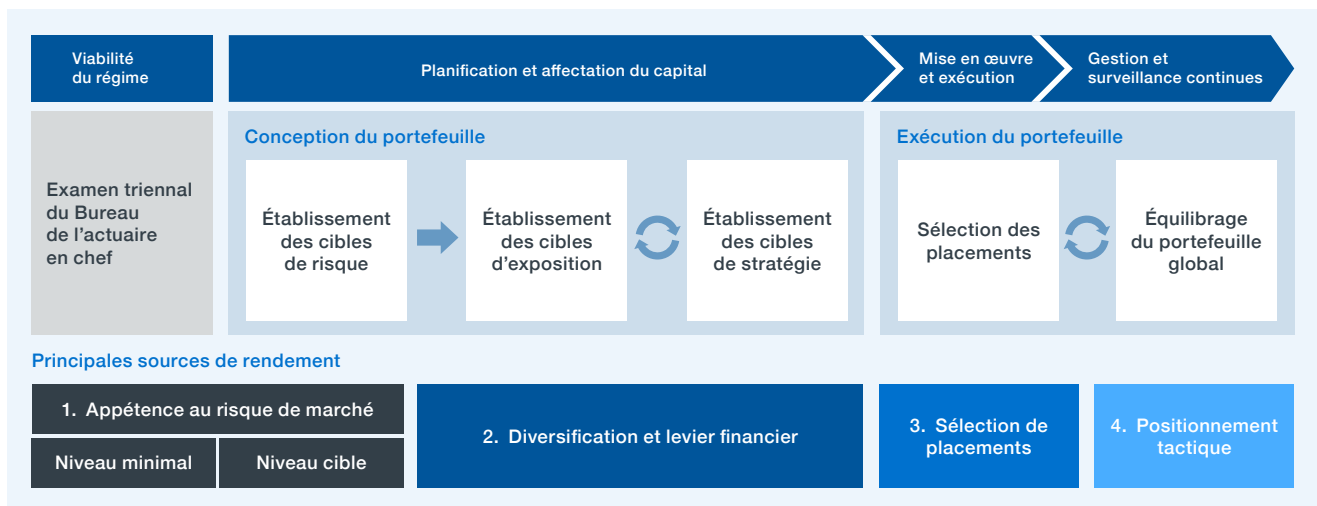 Viabilité
du régime
Planification et affectation du capital
Mise en œuvre
et exécution
Gestion et
surveillance continues
Examen triennal
du Bureau
de l'actuaire
en chef
Conception du portefeuille
Établissement
des cibles
de risque
Établissement
des cibles
d'exposition
Établissement
des cibles
de stratégie
Exécution du portefeuille
Sélection des
placements
Équilibrage
du portefeuille
global
Principales sources de rendement
1. Appétence au risque de marché
Niveau minimal
Niveau cible
2. Diversification et levier financier
3. Sélection de
placements
4. Positionnement
tactique